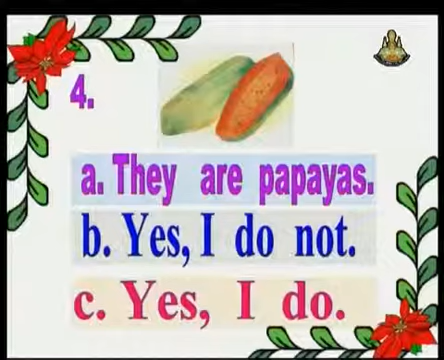 4.
a. They are papayas.
b. Yes, I do not.
c. Yes, I do.